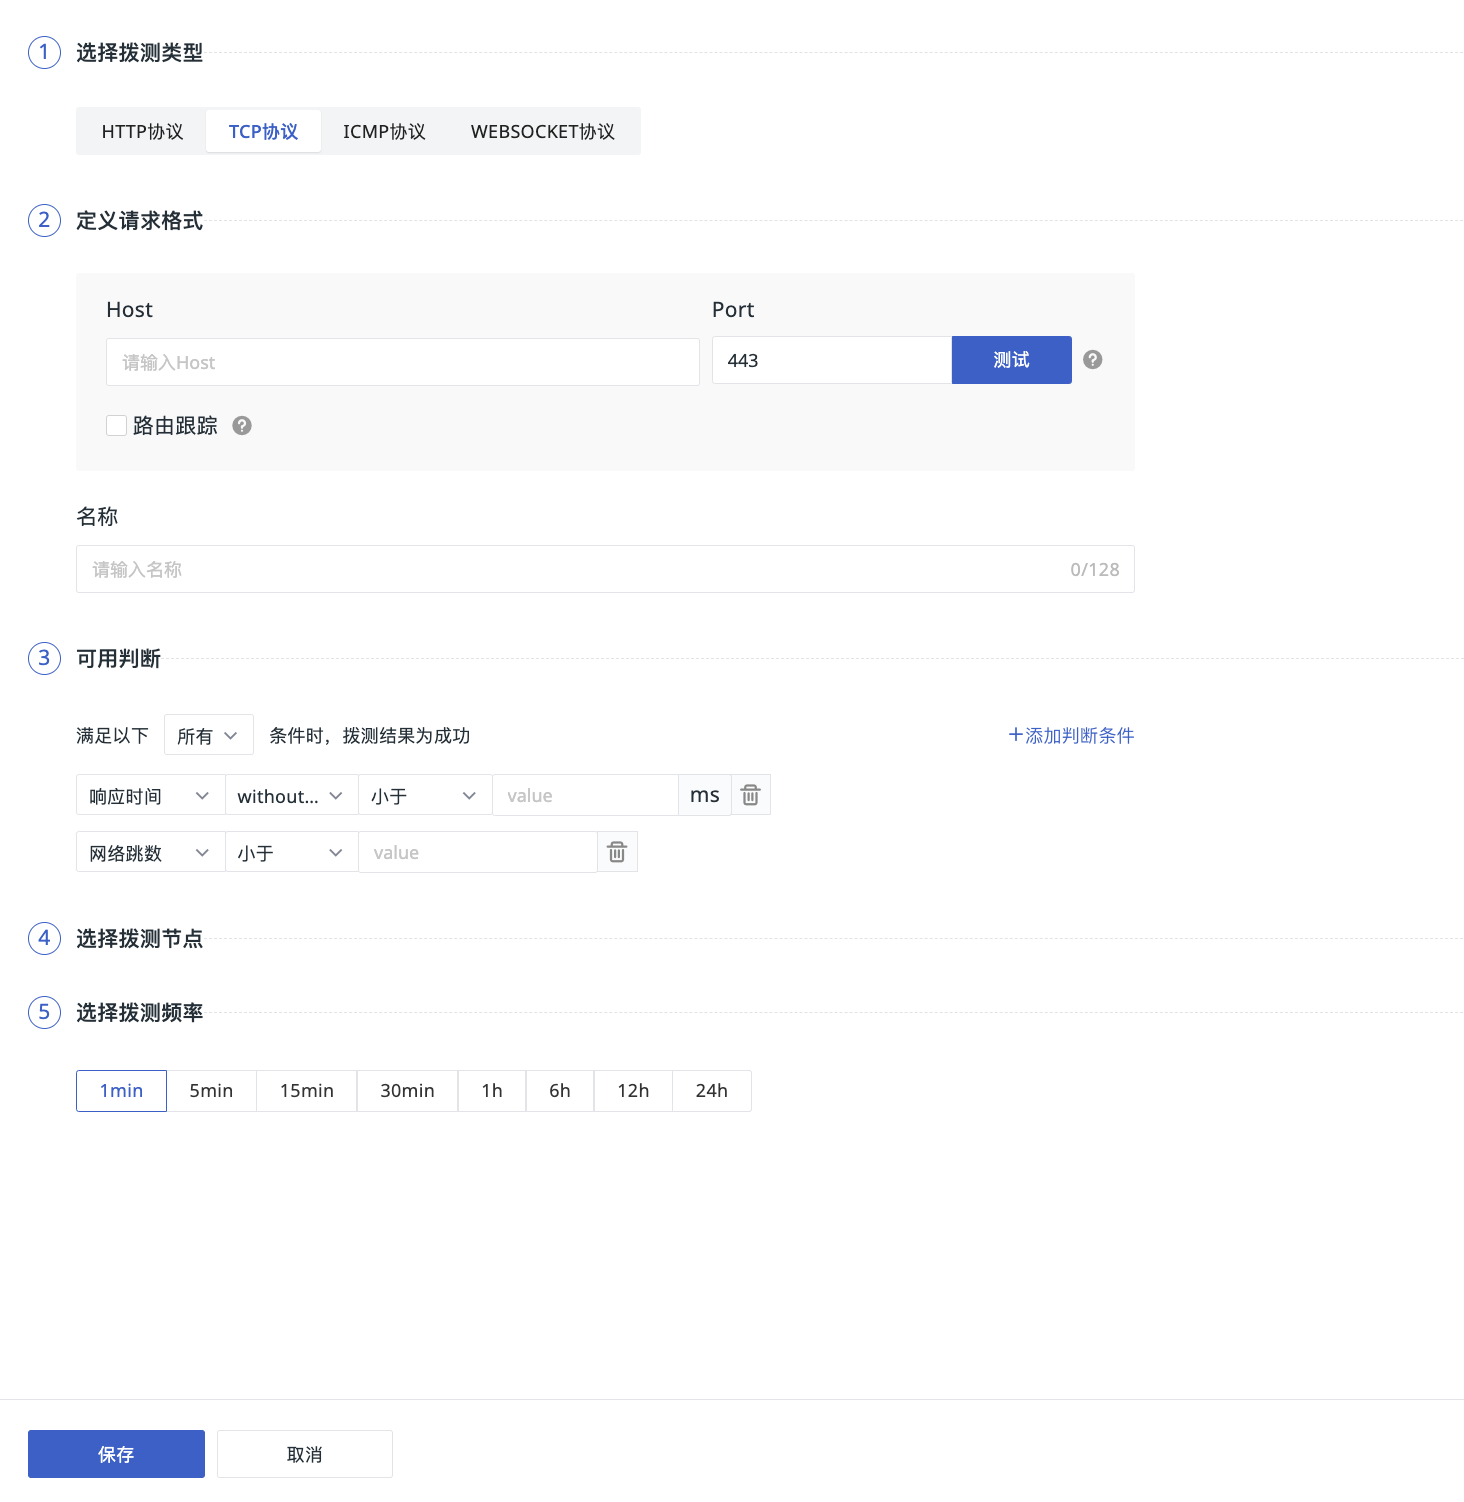 1 选择拨测类型
HTTP协议 TCP协议 ICMP协议 WEBSOCKET协议
2 定义请求格式
Host Port
请输入Host 443 测试 ?
路由跟踪 ?
名称
请输入名称 0/128
3 可用判断
满足以下 所有 条件时，拨测结果为成功 +添加判断条件
响应时间 without... 小于 value ms
网络跳数 小于 value
4 选择拨测节点
5 选择拨测频率
1min 5min 15min 30min 1h 6h 12h 24h
保存 取消